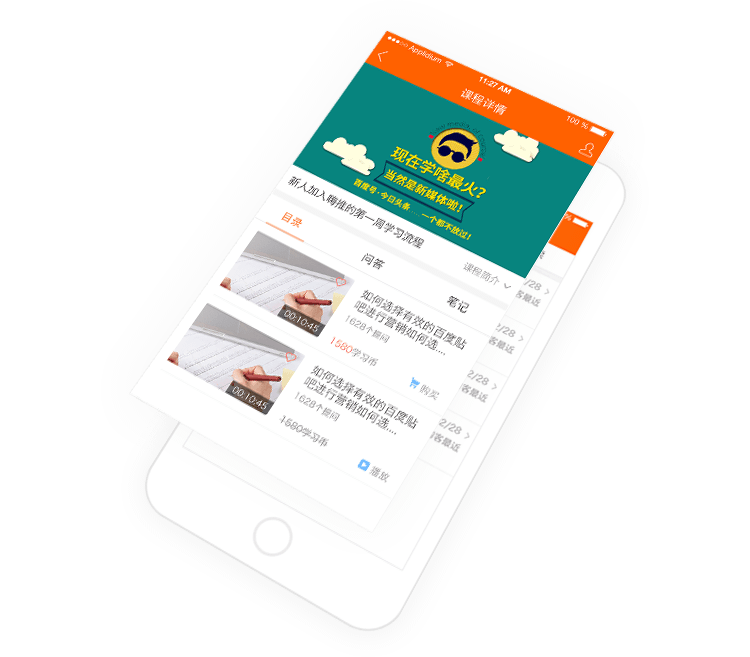 Applidium
11:27 AM
100 %
课程详情
现在学啥最火?
当然是新媒体啦!
百度号·今日头条 ... 一个都不放过!
新人加入嗨推的第一周学习流程
课程简介
目录
问答
笔记
00:10:45
如何选择有效的百度贴
吧进行营销如何选...
1628个提问
1580学习币
购买
00:10:45
如何选择有效的百度贴
吧进行营销如何选...
1628个提问
1580学习币
播放
%
/28
客最近
2/28
客最近
2/28
客最近
2/28
客最近